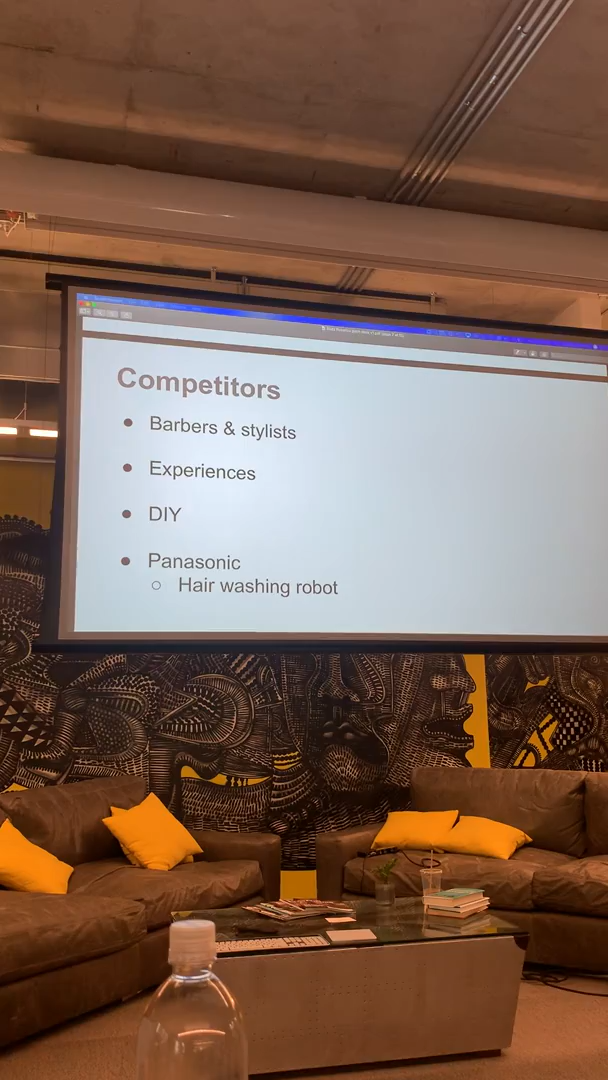 Competitors
● Barbers & stylists
● Experiences
● DIY
● Panasonic
○ Hair washing robot